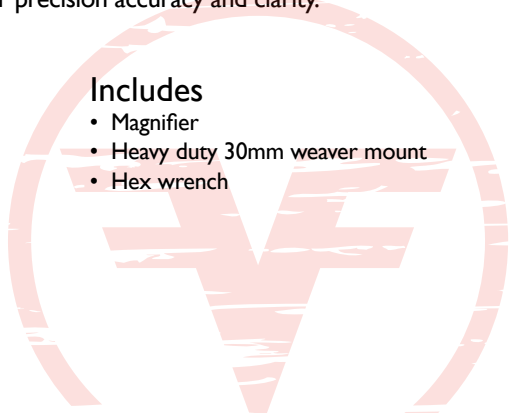 precision accuracy and clarity.
Includes
• Magnifier
• Heavy duty 30mm weaver mount
• Hex wrench